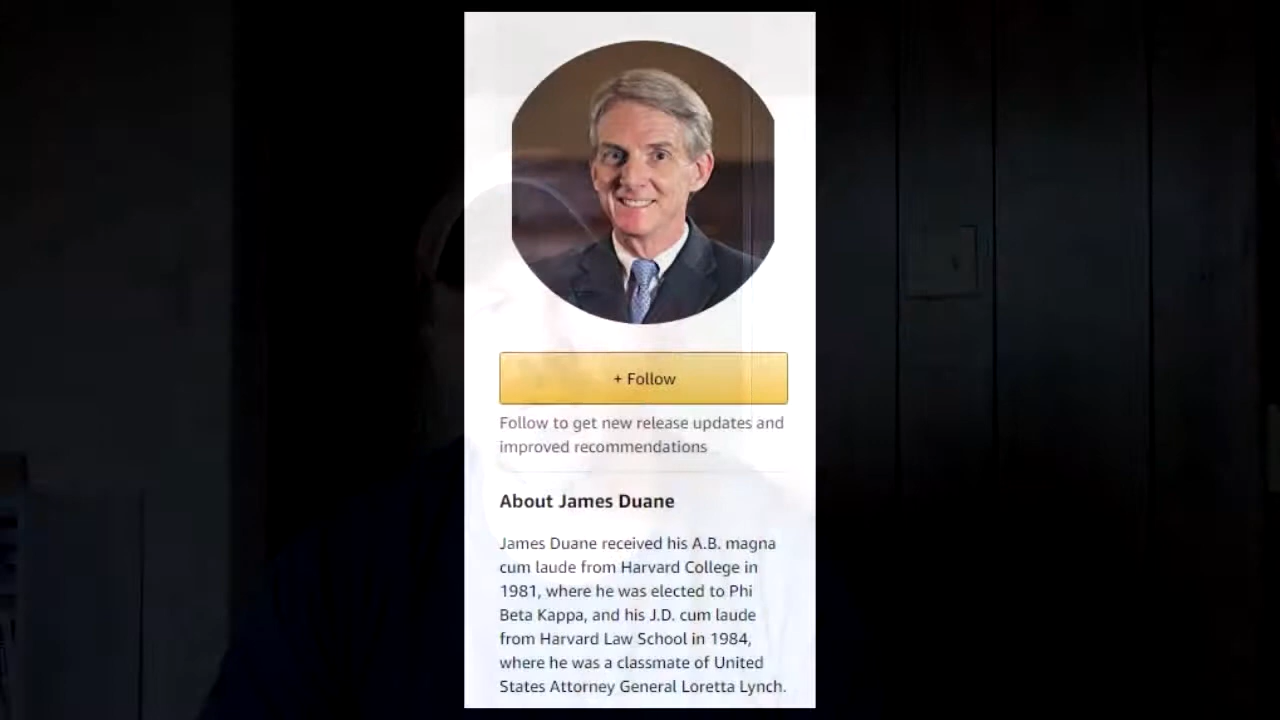 + Follow
Follow to get new release updates and
improved recommendations
About James Duane
James Duane received his A.B. magna
cum laude from Harvard College in
1981, where he was elected to Phi
Beta Kappa, and his J.D. cum laude
from Harvard Law School in 1984,
where he was a classmate of United
States Attorney General Loretta Lynch.